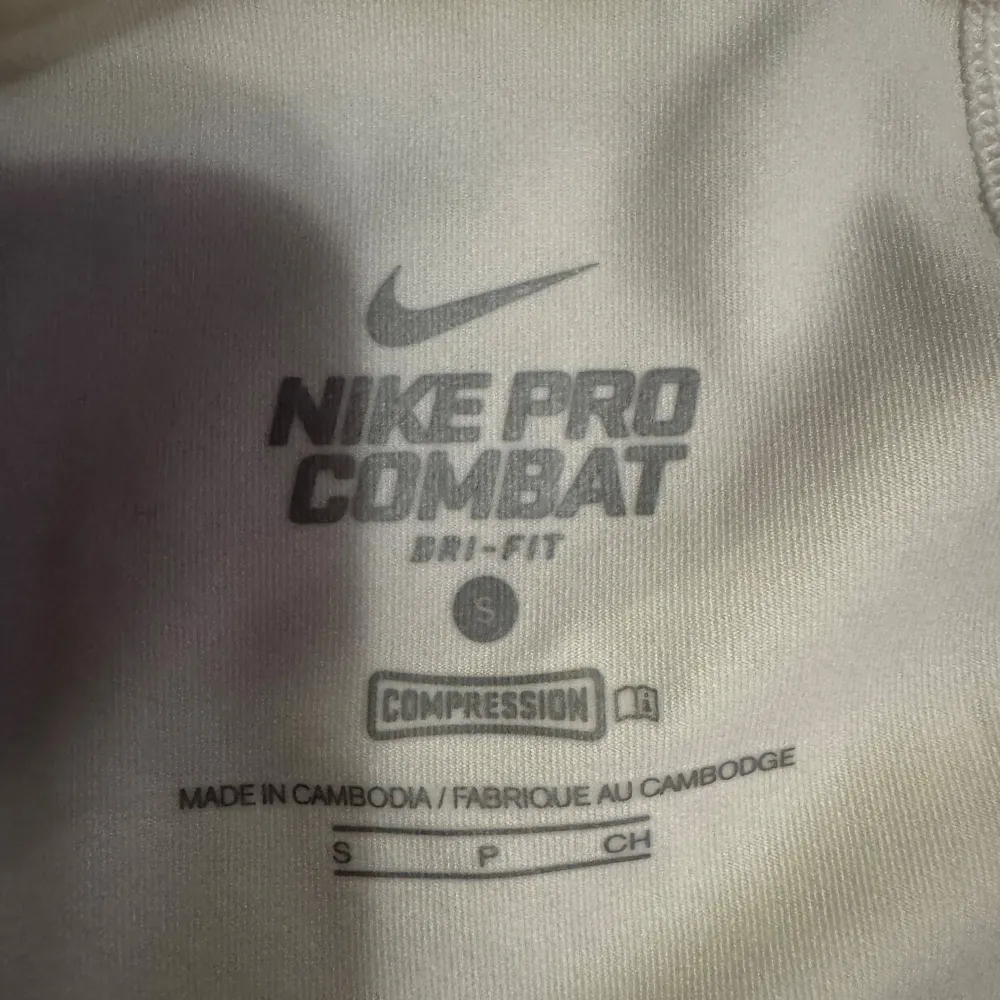 NIKE PRO
COMBAT
DRI-FIT
S
COMPRESSION
MADE IN CAMBODIA / FABRIQUE AU CAMBODGE
S P CH